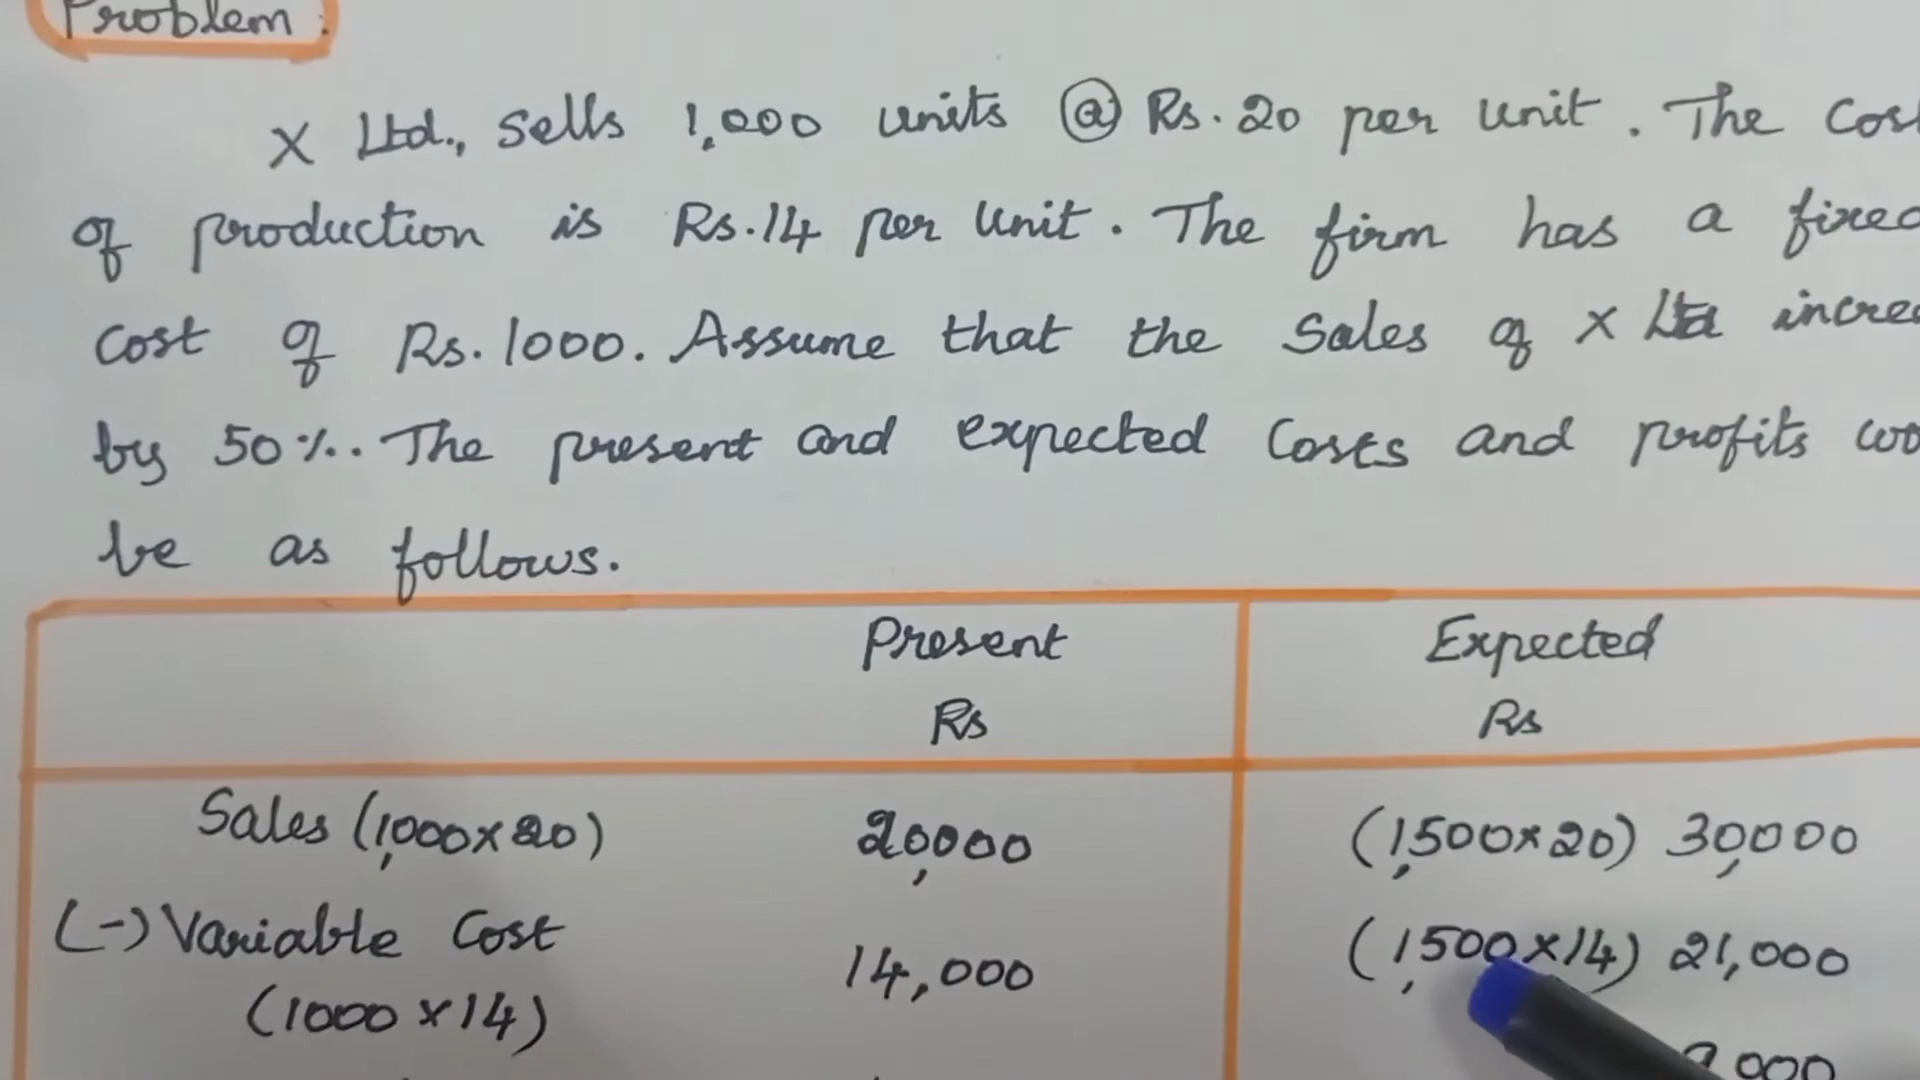 Problem:
X Ltd., sells 1,000 units @ Rs. 20 per unit. The
of production is Rs. 14 per unit. The firm has a
cost of Rs. 1000. Assume that the Sales of X Ltd
by 50%. The present and expected Costs and profits
be as follows.
Present Expected
Rs Rs
Sales (1,000 x 20) 20,000 (1,500 x 20) 30,000
(-) Variable Cost 14,000 (1,500 x 14) 21,000
(1000 x 14)